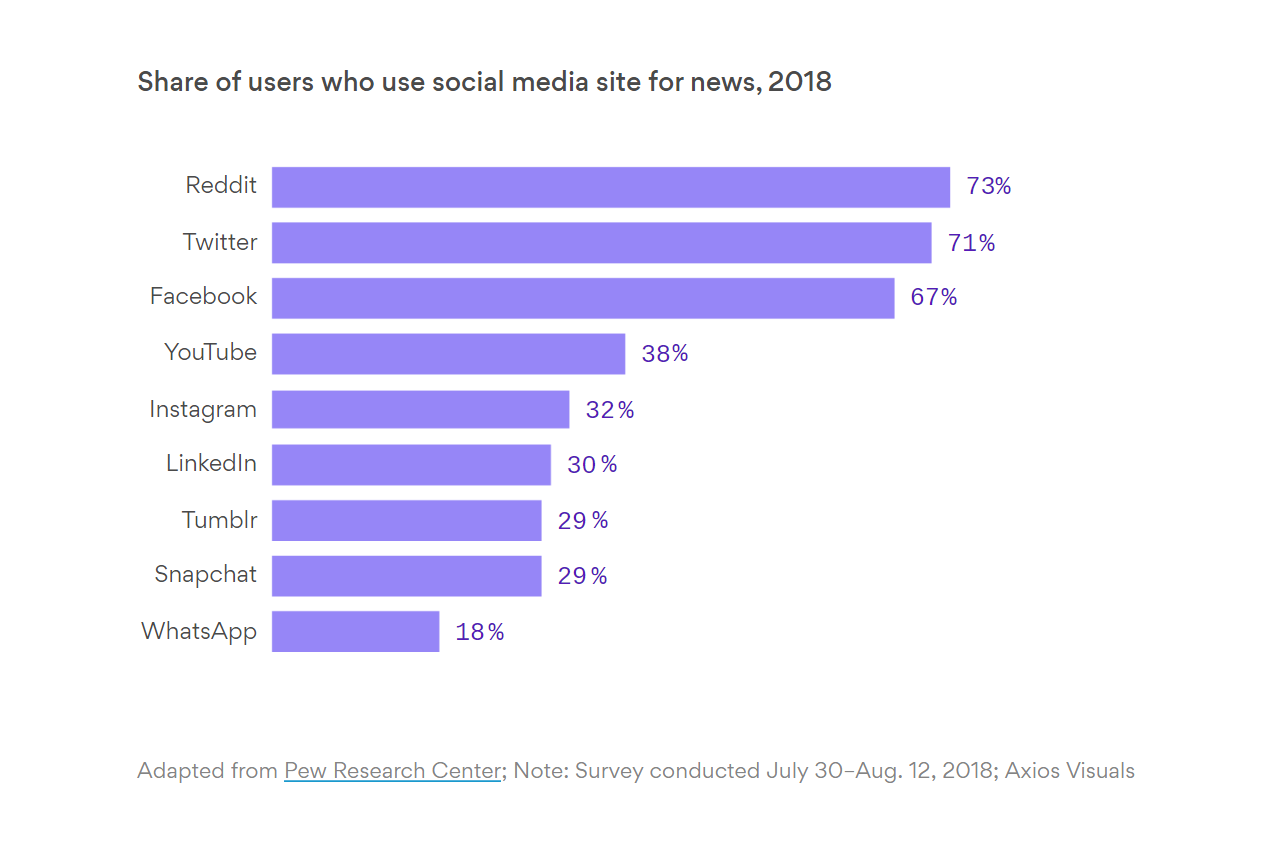 Share of users who use social media site for news, 2018
Reddit 73%
Twitter 71%
Facebook 67%
YouTube 38%
Instagram 32%
LinkedIn 30%
Tumblr 29%
Snapchat 29%
WhatsApp 18%
Adapted from Pew Research Center; Note: Survey conducted July 30–Aug. 12, 2018; Axios Visuals